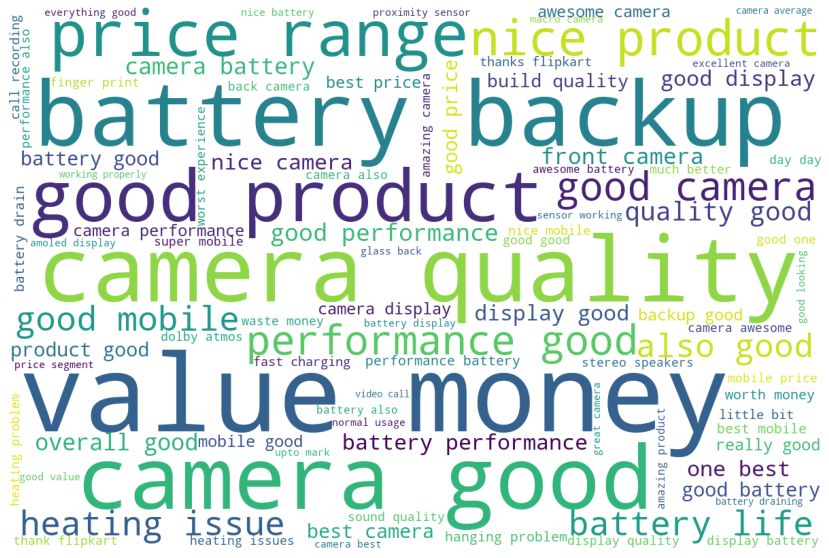 everything good
nice battery
proximity sensor
awesome camera
camera average
macro camera
price range
nice product
call recording
performance also
camera battery
thanks flipkart
excellent camera
finger print
back camera
best price
amazing camera
good price
build quality
good display
battery backup
battery good
worst experience
nice camera
front camera
day day
working properly
camera also
awesome battery
much better
good product
good camera
battery drain
sensor working
quality good
camera performance
good performance
nice mobile
amoled display
super mobile
good good
good one
glass back
camera quality
good looking
good mobile
camera display
display good
backup good
waste money
battery display
camera awesome
dolby atmos
performance good
also good
product good
price segment
fast charging
performance battery
stereo speakers
value money
video call
mobile price
worth money
heating problem
battery also
normal usage
great camera
amazing product
little bit
best mobile
overall good
mobile good
battery performance
really good
upto mark
camera good
one best
good value
good battery
battery draining
heating issue
sound quality
battery life
best camera
hanging problem
thank flipkart
heating issues
camera best
display quality
display battery